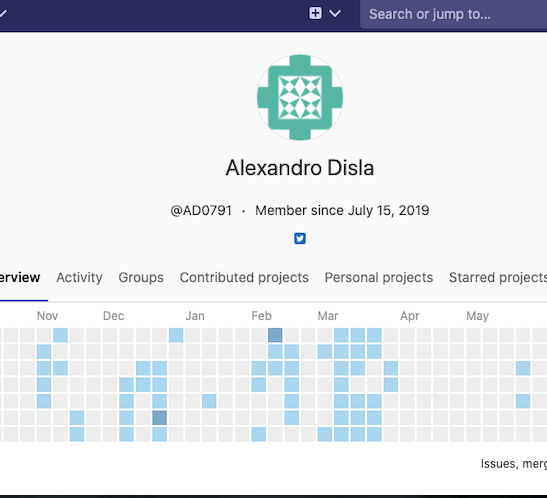 Search or jump to...
Alexandro Disla
@AD0791 · Member since July 15, 2019
erview Activity Groups Contributed projects Personal projects Starred projects
Nov Dec Jan Feb Mar Apr May
Issues, merg